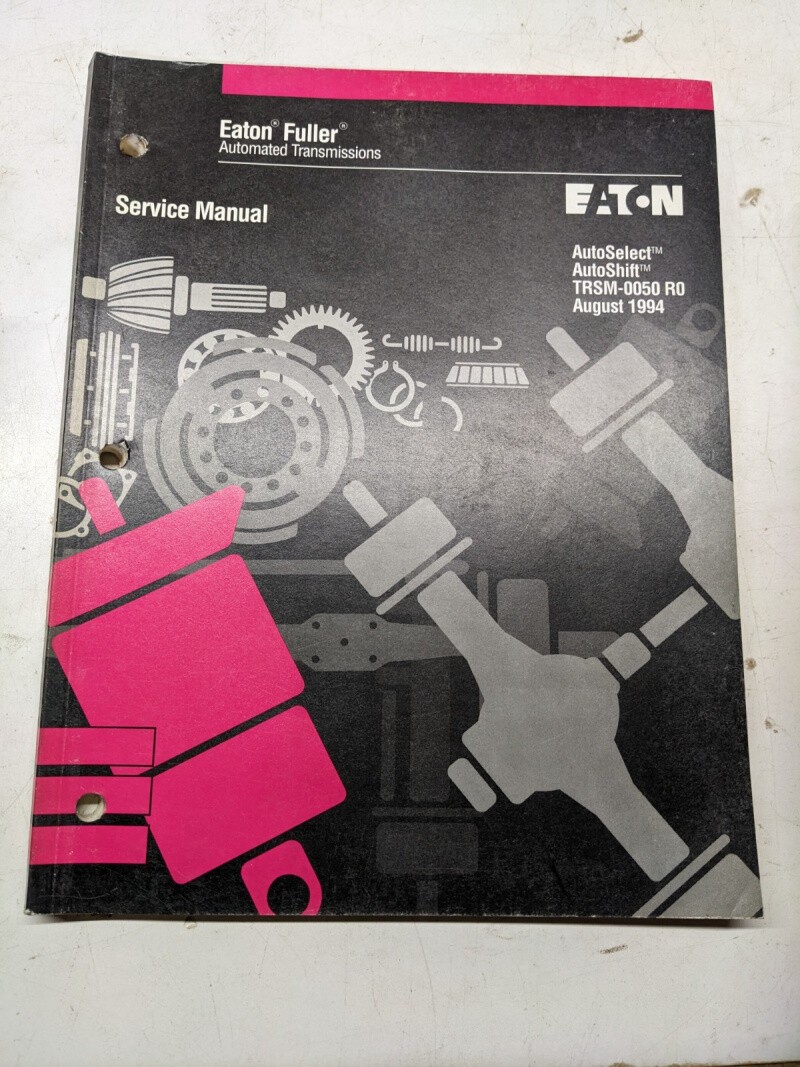 Eaton® Fuller®
Automated Transmissions
Service Manual
EATON
AutoSelect™
AutoShift™
TRSM-0050 R0
August 1994